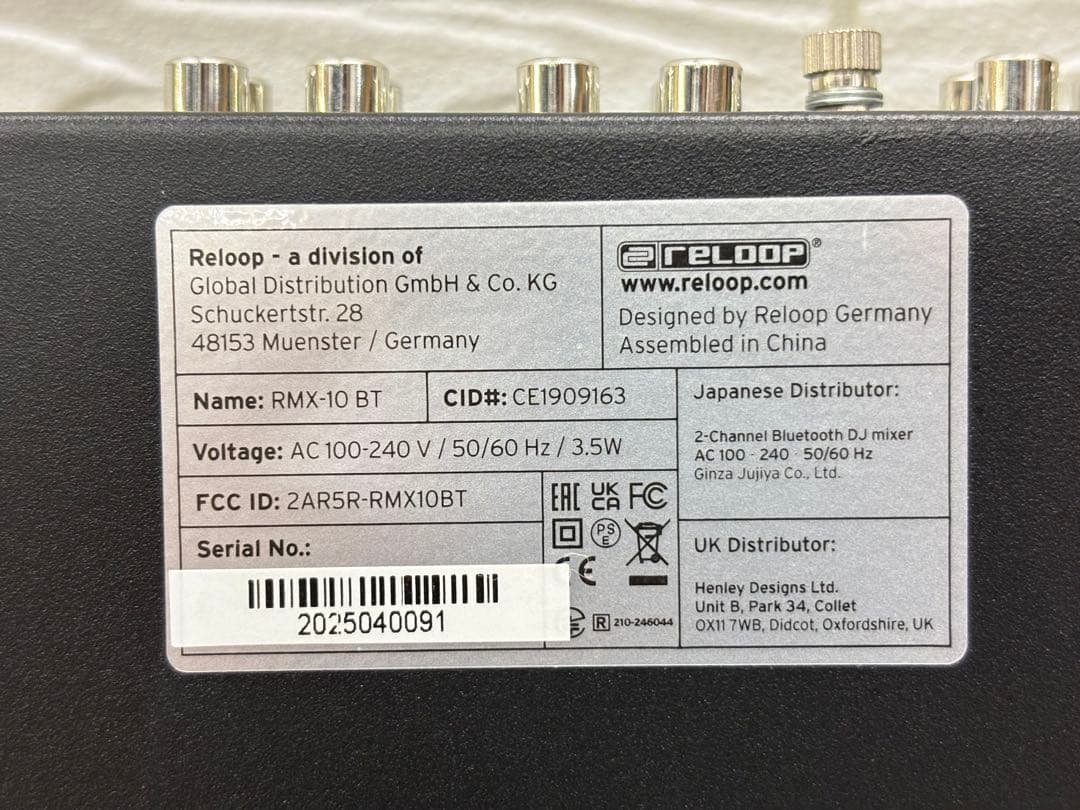 Reloop - a division of
Global Distribution GmbH & Co. KG
Schuckertstr. 28
48153 Muenster / Germany
RELOOP®
www.reloop.com
Designed by Reloop Germany
Assembled in China
Name: RMX-10 BT
CID#: CE1909163
Voltage: AC 100-240 V / 50/60 Hz / 3.5W
FCC ID: 2AR5R-RMX10BT
Serial No.:
2025040091
EAC UKCA FC
PSE
CE
R 210-246044
Japanese Distributor:
2-Channel Bluetooth DJ mixer
AC 100 - 240 50/60 Hz
Ginza Jujiya Co., Ltd.
UK Distributor:
Henley Designs Ltd.
Unit B, Park 34, Collet
OX11 7WB, Didcot, Oxfordshire, UK